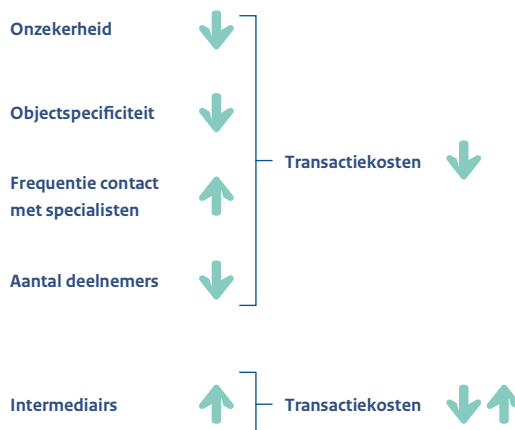 Onzekerheid
Objectspecificiteit
Transactiekosten
Frequentie contact
met specialisten
Aantal deelnemers
Intermediairs
Transactiekosten